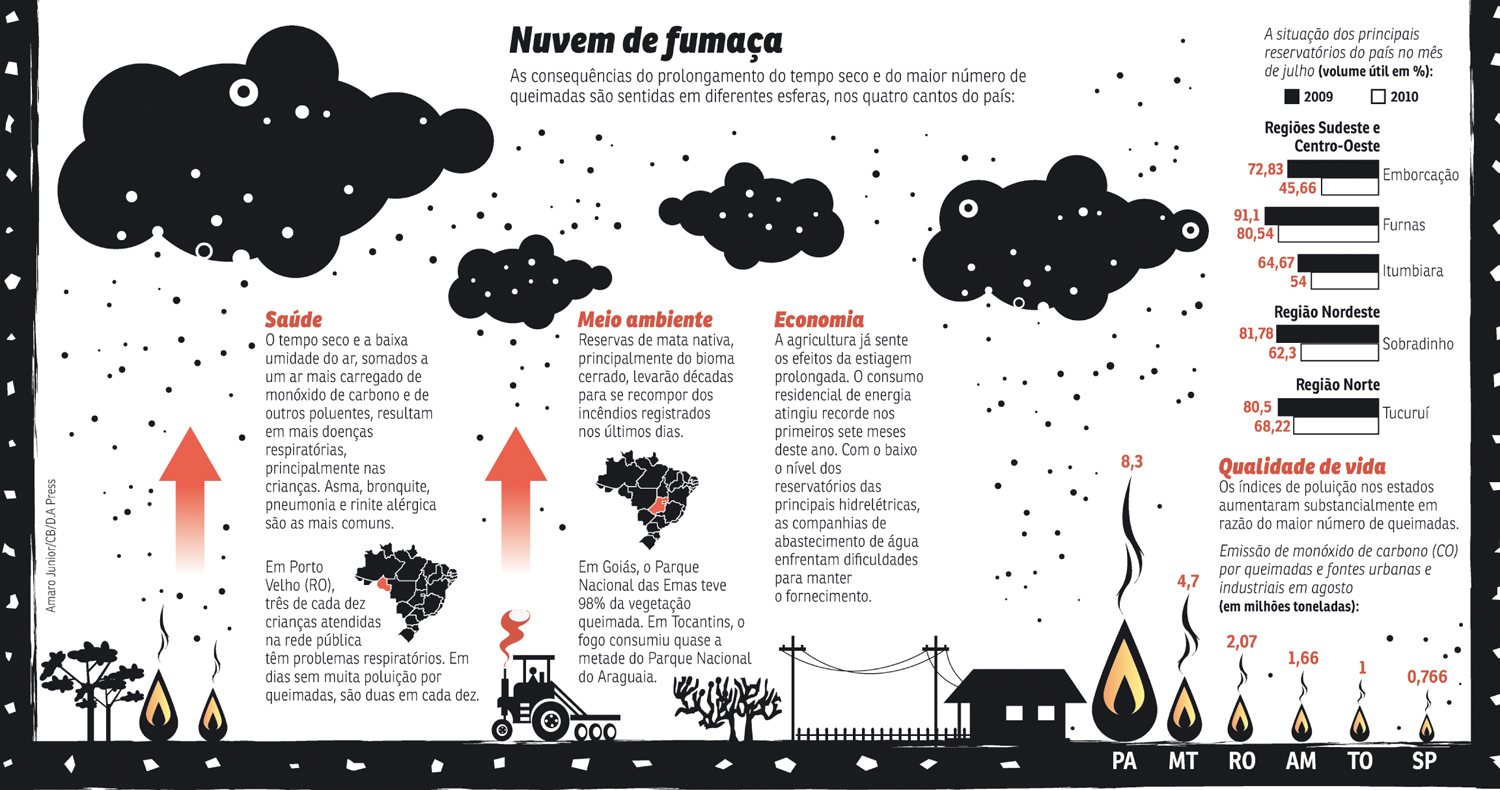 Nuvem de fumaça
As consequências do prolongamento do tempo seco e do maior número de
queimadas são sentidas em diferentes esferas, nos quatro cantos do país:
Saúde
O tempo seco e a baixa
umidade do ar, somados a
um ar mais carregado de
monóxido de carbono e de
outros poluentes, resultam
em mais doenças
respiratórias,
principalmente nas
crianças. Asma, bronquite,
pneumonia e rinite alérgica
são as mais comuns.
Em Porto
Velho (RO),
três de cada dez
crianças atendidas
na rede pública
têm problemas respiratórios. Em
dias sem muita poluição por
queimadas, são duas em cada dez.
Meio ambiente
Reservas de mata nativa,
principalmente do bioma
cerrado, levarão décadas
para se recompor dos
incêndios registrados
nos últimos dias.
Em Goiás, o Parque
Nacional das Emas teve
98% da vegetação
queimada. Em Tocantins, o
fogo consumiu quase a
metade do Parque Nacional
do Araguaia.
Economia
A agricultura já sente
os efeitos da estiagem
prolongada. O consumo
residencial de energia
atingiu recorde nos
primeiros sete meses
deste ano. Com o baixo
o nível dos
reservatórios das
principais hidrelétricas,
as companhias de
abastecimento de água
enfrentam dificuldades
para manter
o fornecimento.
A situação dos principais
reservatórios do país no mês
de julho (volume útil em %):
2009 2010
Regiões Sudeste e
Centro-Oeste
72,83
45,66
Emborcação
91,1
80,54
Furnas
64,67
54
Itumbiara
Região Nordeste
81,78
62,3
Sobradinho
Região Norte
80,5
68,22
Tucuruí
Qualidade de vida
Os índices de poluição nos estados
aumentaram substancialmente em
razão do maior número de queimadas.
Emissão de monóxido de carbono (CO)
por queimadas e fontes urbanas e
industriais em agosto
(em milhões toneladas):
8,3
4,7
2,07
1,66
1
0,766
PA MT RO AM TO SP
Amaro Junior/CB/D.A Press